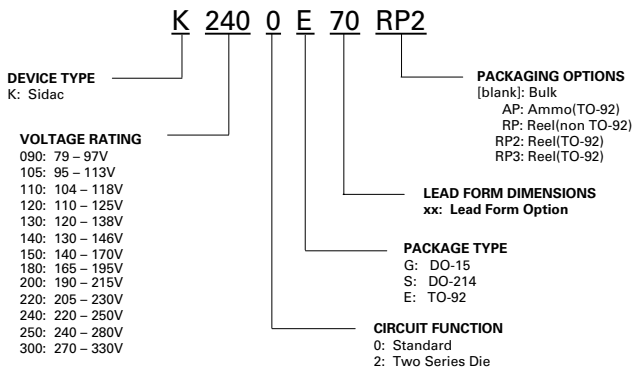 K 240 0 E 70 RP2
DEVICE TYPE
K: Sidac
VOLTAGE RATING
090: 79 – 97V
105: 95 – 113V
110: 104 – 118V
120: 110 – 125V
130: 120 – 138V
140: 130 – 146V
150: 140 – 170V
180: 165 – 195V
200: 190 – 215V
220: 205 – 230V
240: 220 – 250V
250: 240 – 280V
300: 270 – 330V
PACKAGING OPTIONS
[blank]: Bulk
AP: Ammo(TO-92)
RP: Reel(non TO-92)
RP2: Reel(TO-92)
RP3: Reel(TO-92)
LEAD FORM DIMENSIONS
xx: Lead Form Option
PACKAGE TYPE
G: DO-15
S: DO-214
E: TO-92
CIRCUIT FUNCTION
0: Standard
2: Two Series Die